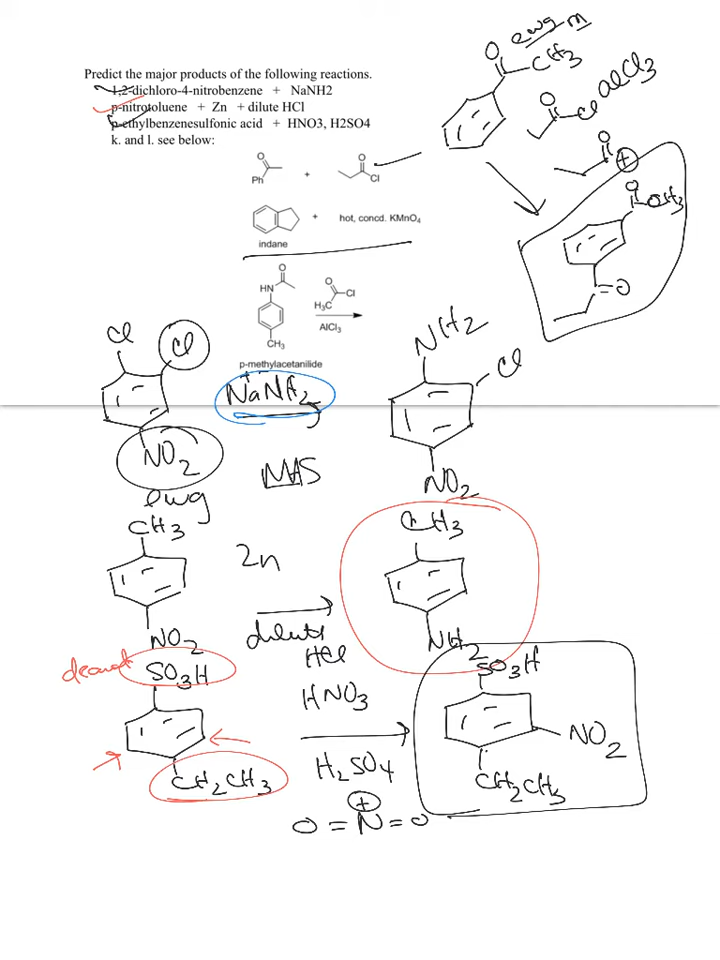 Predict the major products of the following reactions.
1,2-dichloro-4-nitrobenzene + NaNH2
p-nitrotoluene + Zn + dilute HCl
p-ethylbenzenesulfonic acid + HNO3, H2SO4
k. and l. see below:
O
Ph
+
O
Cl
+ hot, concd. KMnO4
indane
O
HN
CH3
O
H3C Cl
AlCl3
p-methylacetanilide
O ewg m
CH3
O
Cl AlCl3
O
+
O
CH3
=O
Cl
Cl
NO2
ewg
+ -
NaNH2
NAS
NH2
Cl
NO2
CH3
NO2
Zn
dilute
HCl
CH3
NH2
deact
SO3H
CH2CH3
HNO3
H2SO4
O=N=O
+
SO3H
NO2
CH2CH3